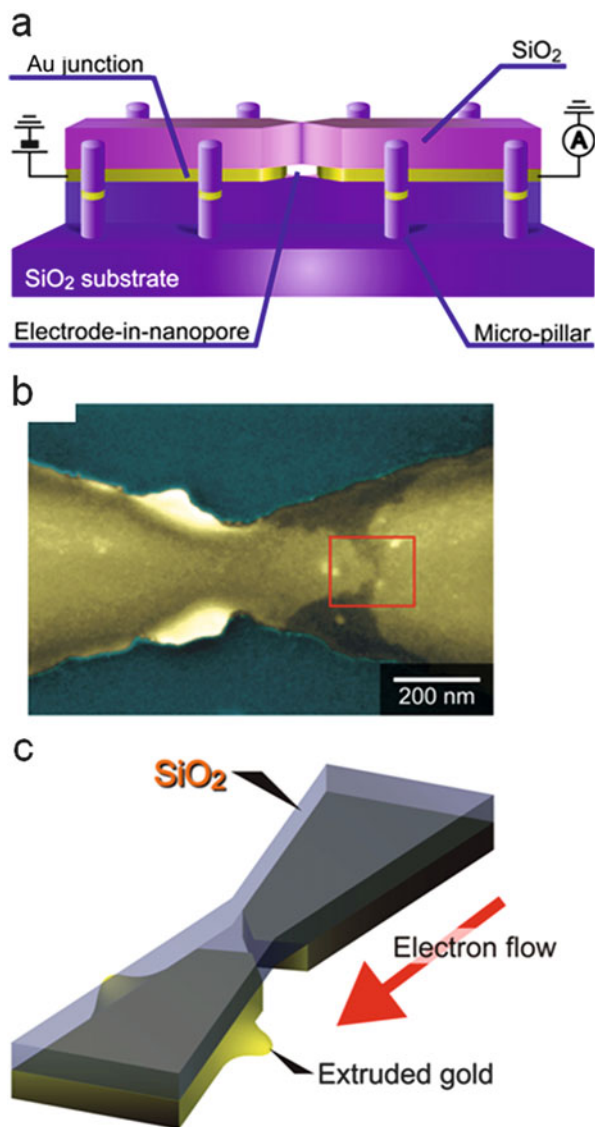 a
Au junction
SiO₂
A
SiO₂ substrate
Electrode-in-nanopore
Micro-pillar
b
200 nm
c
SiO₂
Electron flow
Extruded gold